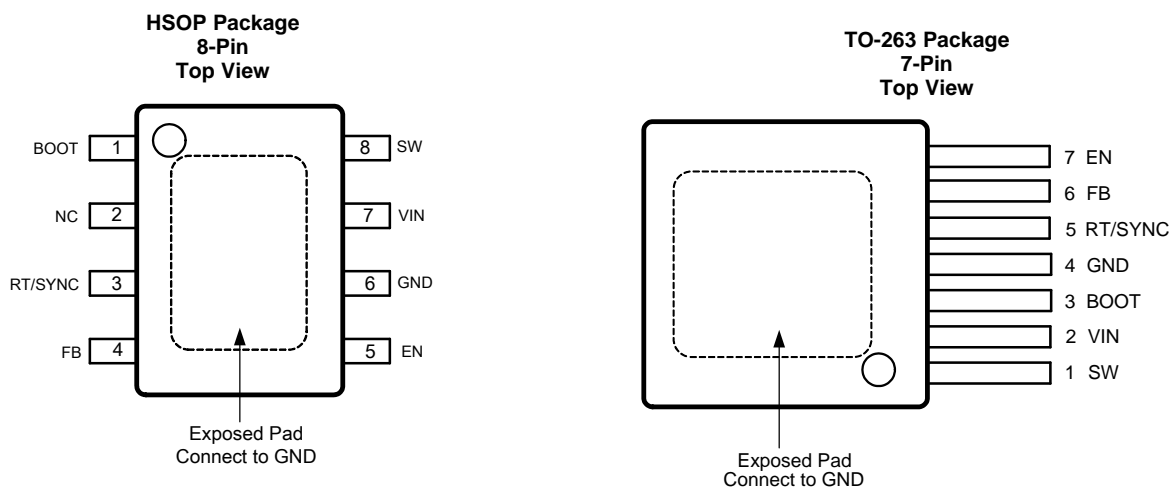 HSOP Package
8-Pin
Top View
BOOT 1
NC 2
RT/SYNC 3
FB 4
8 SW
7 VIN
6 GND
5 EN
Exposed Pad
Connect to GND
TO-263 Package
7-Pin
Top View
7 EN
6 FB
5 RT/SYNC
4 GND
3 BOOT
2 VIN
1 SW
Exposed Pad
Connect to GND